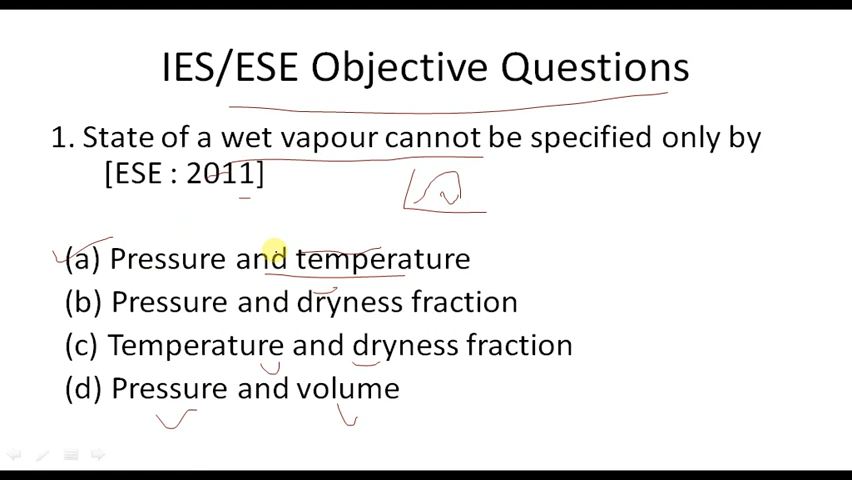 IES/ESE Objective Questions
1. State of a wet vapour cannot be specified only by
[ESE : 2011]
(a) Pressure and temperature
(b) Pressure and dryness fraction
(c) Temperature and dryness fraction
(d) Pressure and volume